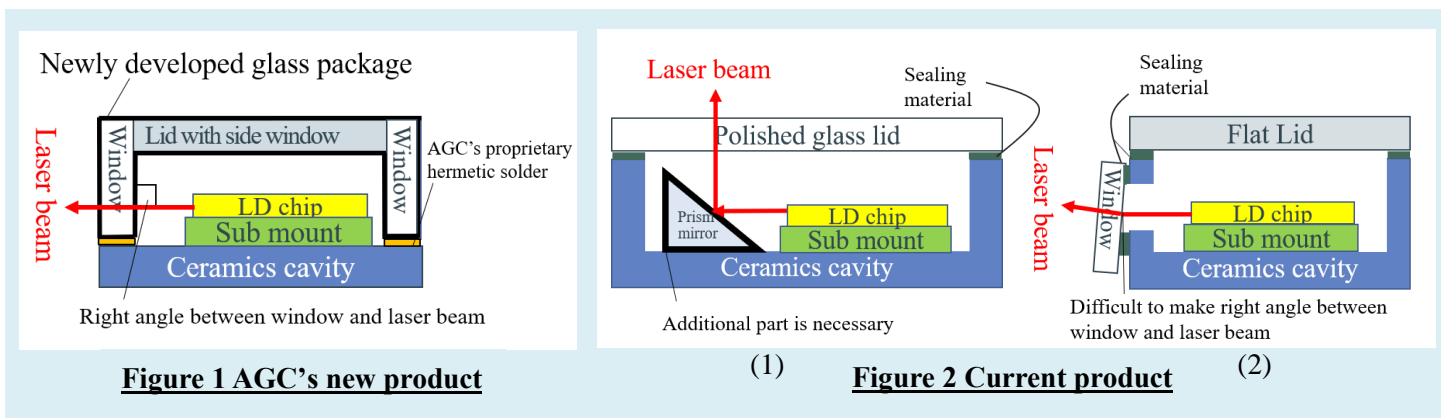 Newly developed glass package
Laser beam
Window
Lid with side window
Window
AGC's proprietary
hermetic solder
LD chip
Sub mount
Ceramics cavity
Right angle between window and laser beam
Figure 1 AGC's new product
Laser beam
Sealing
material
Polished glass lid
Prism
mirror
LD chip
Sub mount
Ceramics cavity
Additional part is necessary
(1)
Sealing
material
Flat Lid
Laser beam
Window
LD chip
Sub mount
Ceramics cavity
Difficult to make right angle between
window and laser beam
(2)
Figure 2 Current product